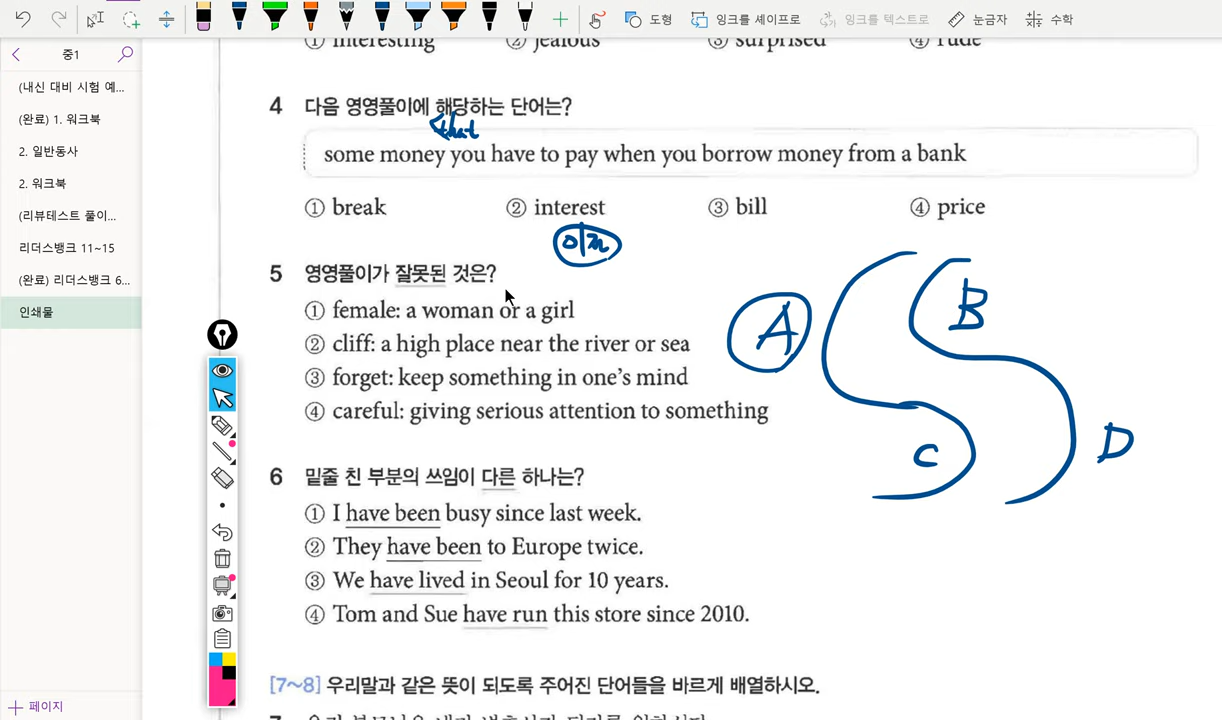 도형
잉크를 셰이프로
잉크를 텍스트로
눈금자
수학
중1
(내신 대비 시험 예...
(완료) 1. 워크북
2. 일반동사
2. 워크북
(리뷰테스트 풀이...
리더스뱅크 11~15
(완료) 리더스뱅크 6...
인쇄물
페이지
① interesting ② jealous ③ surprised ④ rude
4 다음 영영풀이에 해당하는 단어는?
that
some money you have to pay when you borrow money from a bank
① break ② interest ③ bill ④ price
이자
5 영영풀이가 잘못된 것은?
① female: a woman or a girl
② cliff: a high place near the river or sea
③ forget: keep something in one's mind
④ careful: giving serious attention to something
A
B
C
D
6 밑줄 친 부분의 쓰임이 다른 하나는?
① I have been busy since last week.
② They have been to Europe twice.
③ We have lived in Seoul for 10 years.
④ Tom and Sue have run this store since 2010.
[7~8] 우리말과 같은 뜻이 되도록 주어진 단어들을 바르게 배열하시오.